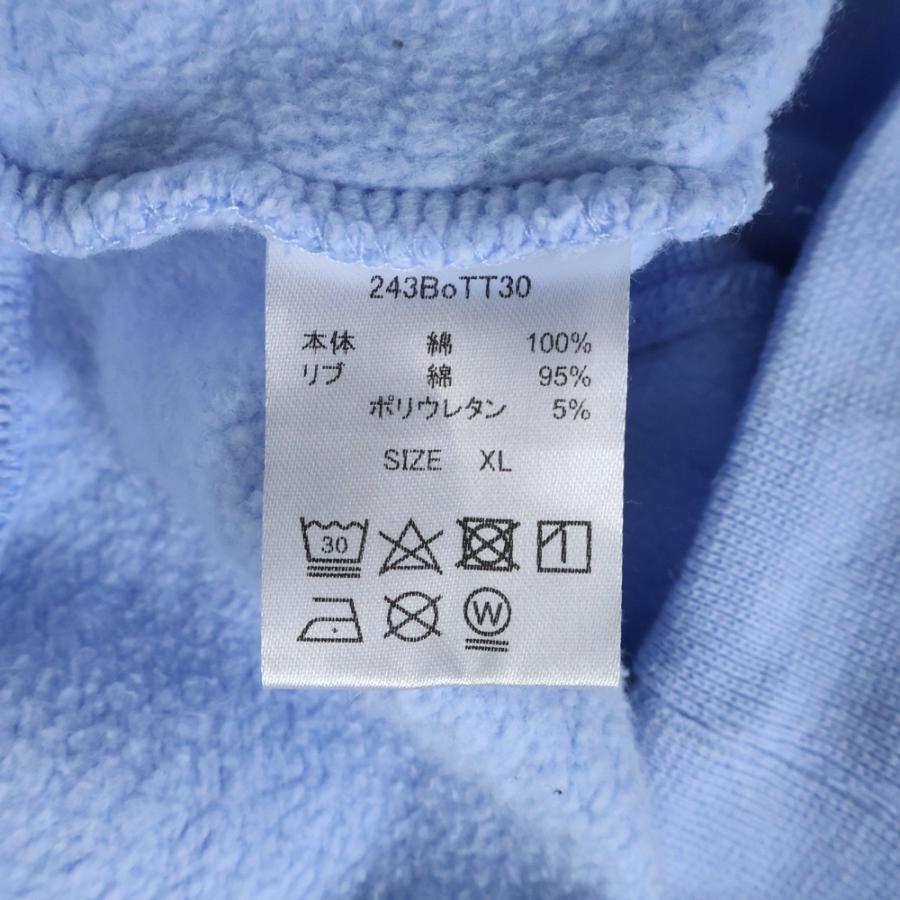 243BoTT30
本体 綿 100%
リブ 綿 95%
ポリウレタン 5%
SIZE XL
30
W